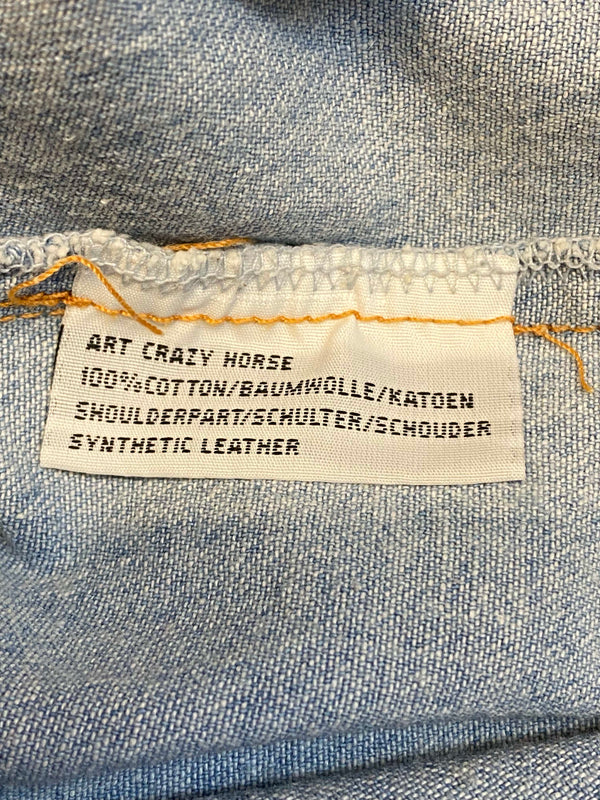 ART CRAZY HORSE
100%COTTON/BAUMWOLLE/KATOEN
SHOULDERPART/SCHULTER/SCHOUDER
SYNTHETIC LEATHER